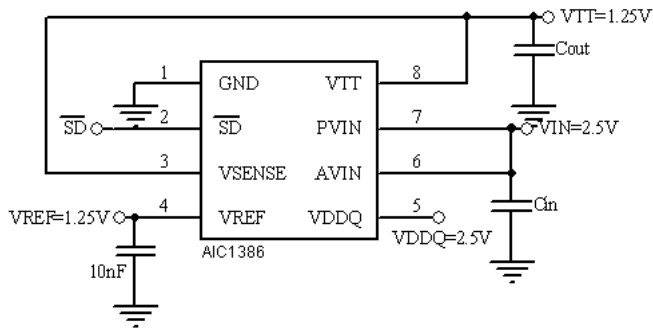 VTT=1.25V
Cout
1 GND VTT 8
SD 2 SD PVIN 7 VIN=2.5V
3 VSENSE AVIN 6
VREF=1.25V 4 VREF VDDQ 5 Cin
VDDQ=2.5V
AIC1386
10nF